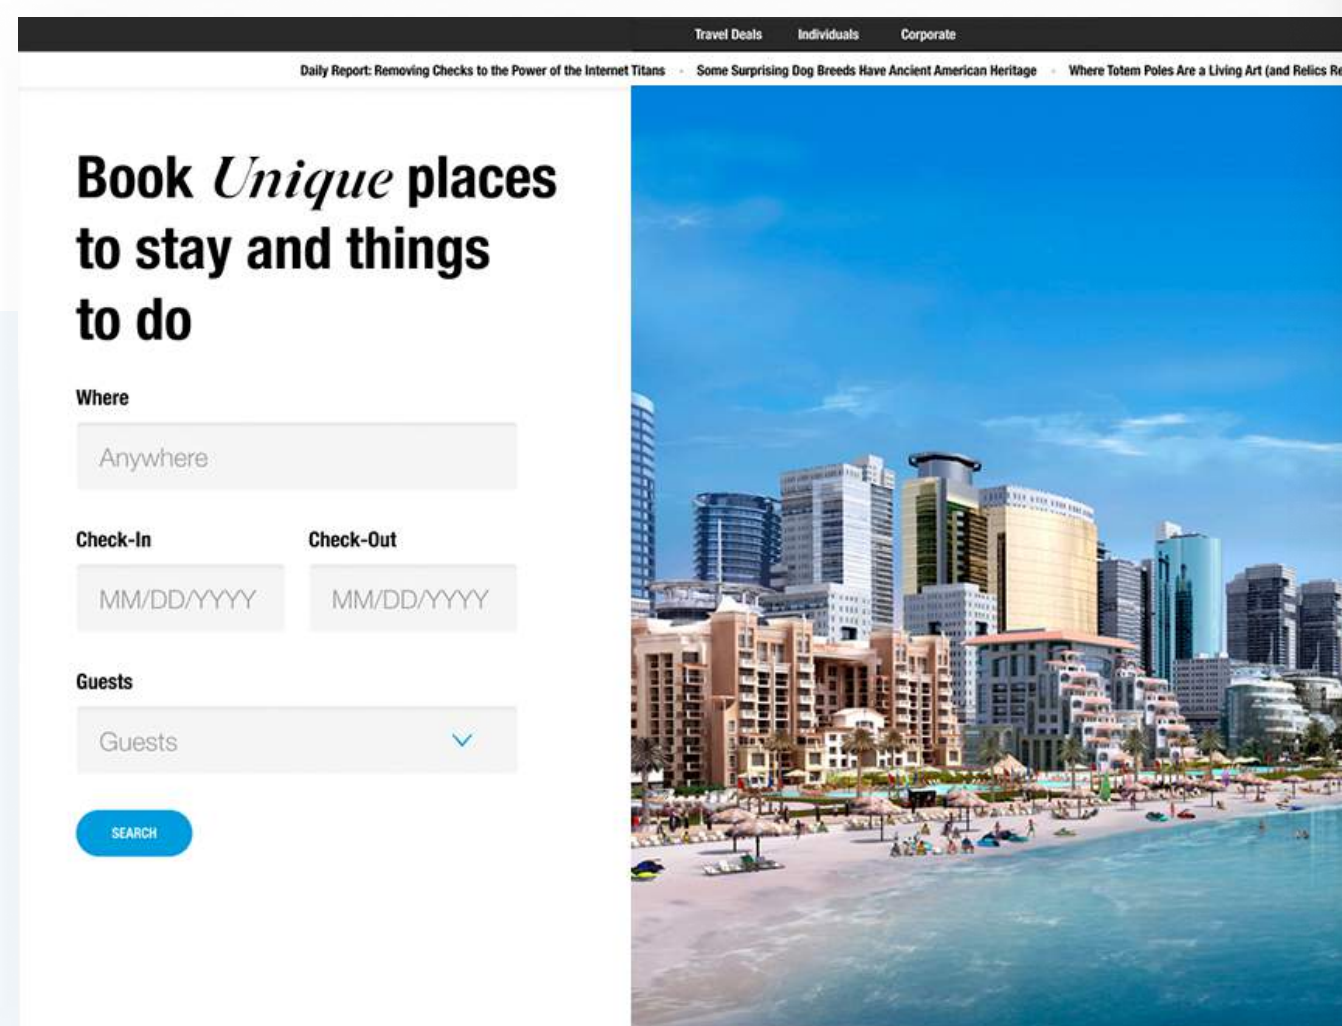 Travel Deals Individuals Corporate
Daily Report: Removing Checks to the Power of the Internet Titans - Some Surprising Dog Breeds Have Ancient American Heritage - Where Totem Poles Are a Living Art (and Relics Re
Book Unique places
to stay and things
to do
Where
Anywhere
Check-In Check-Out
MM/DD/YYYY MM/DD/YYYY
Guests
Guests
SEARCH